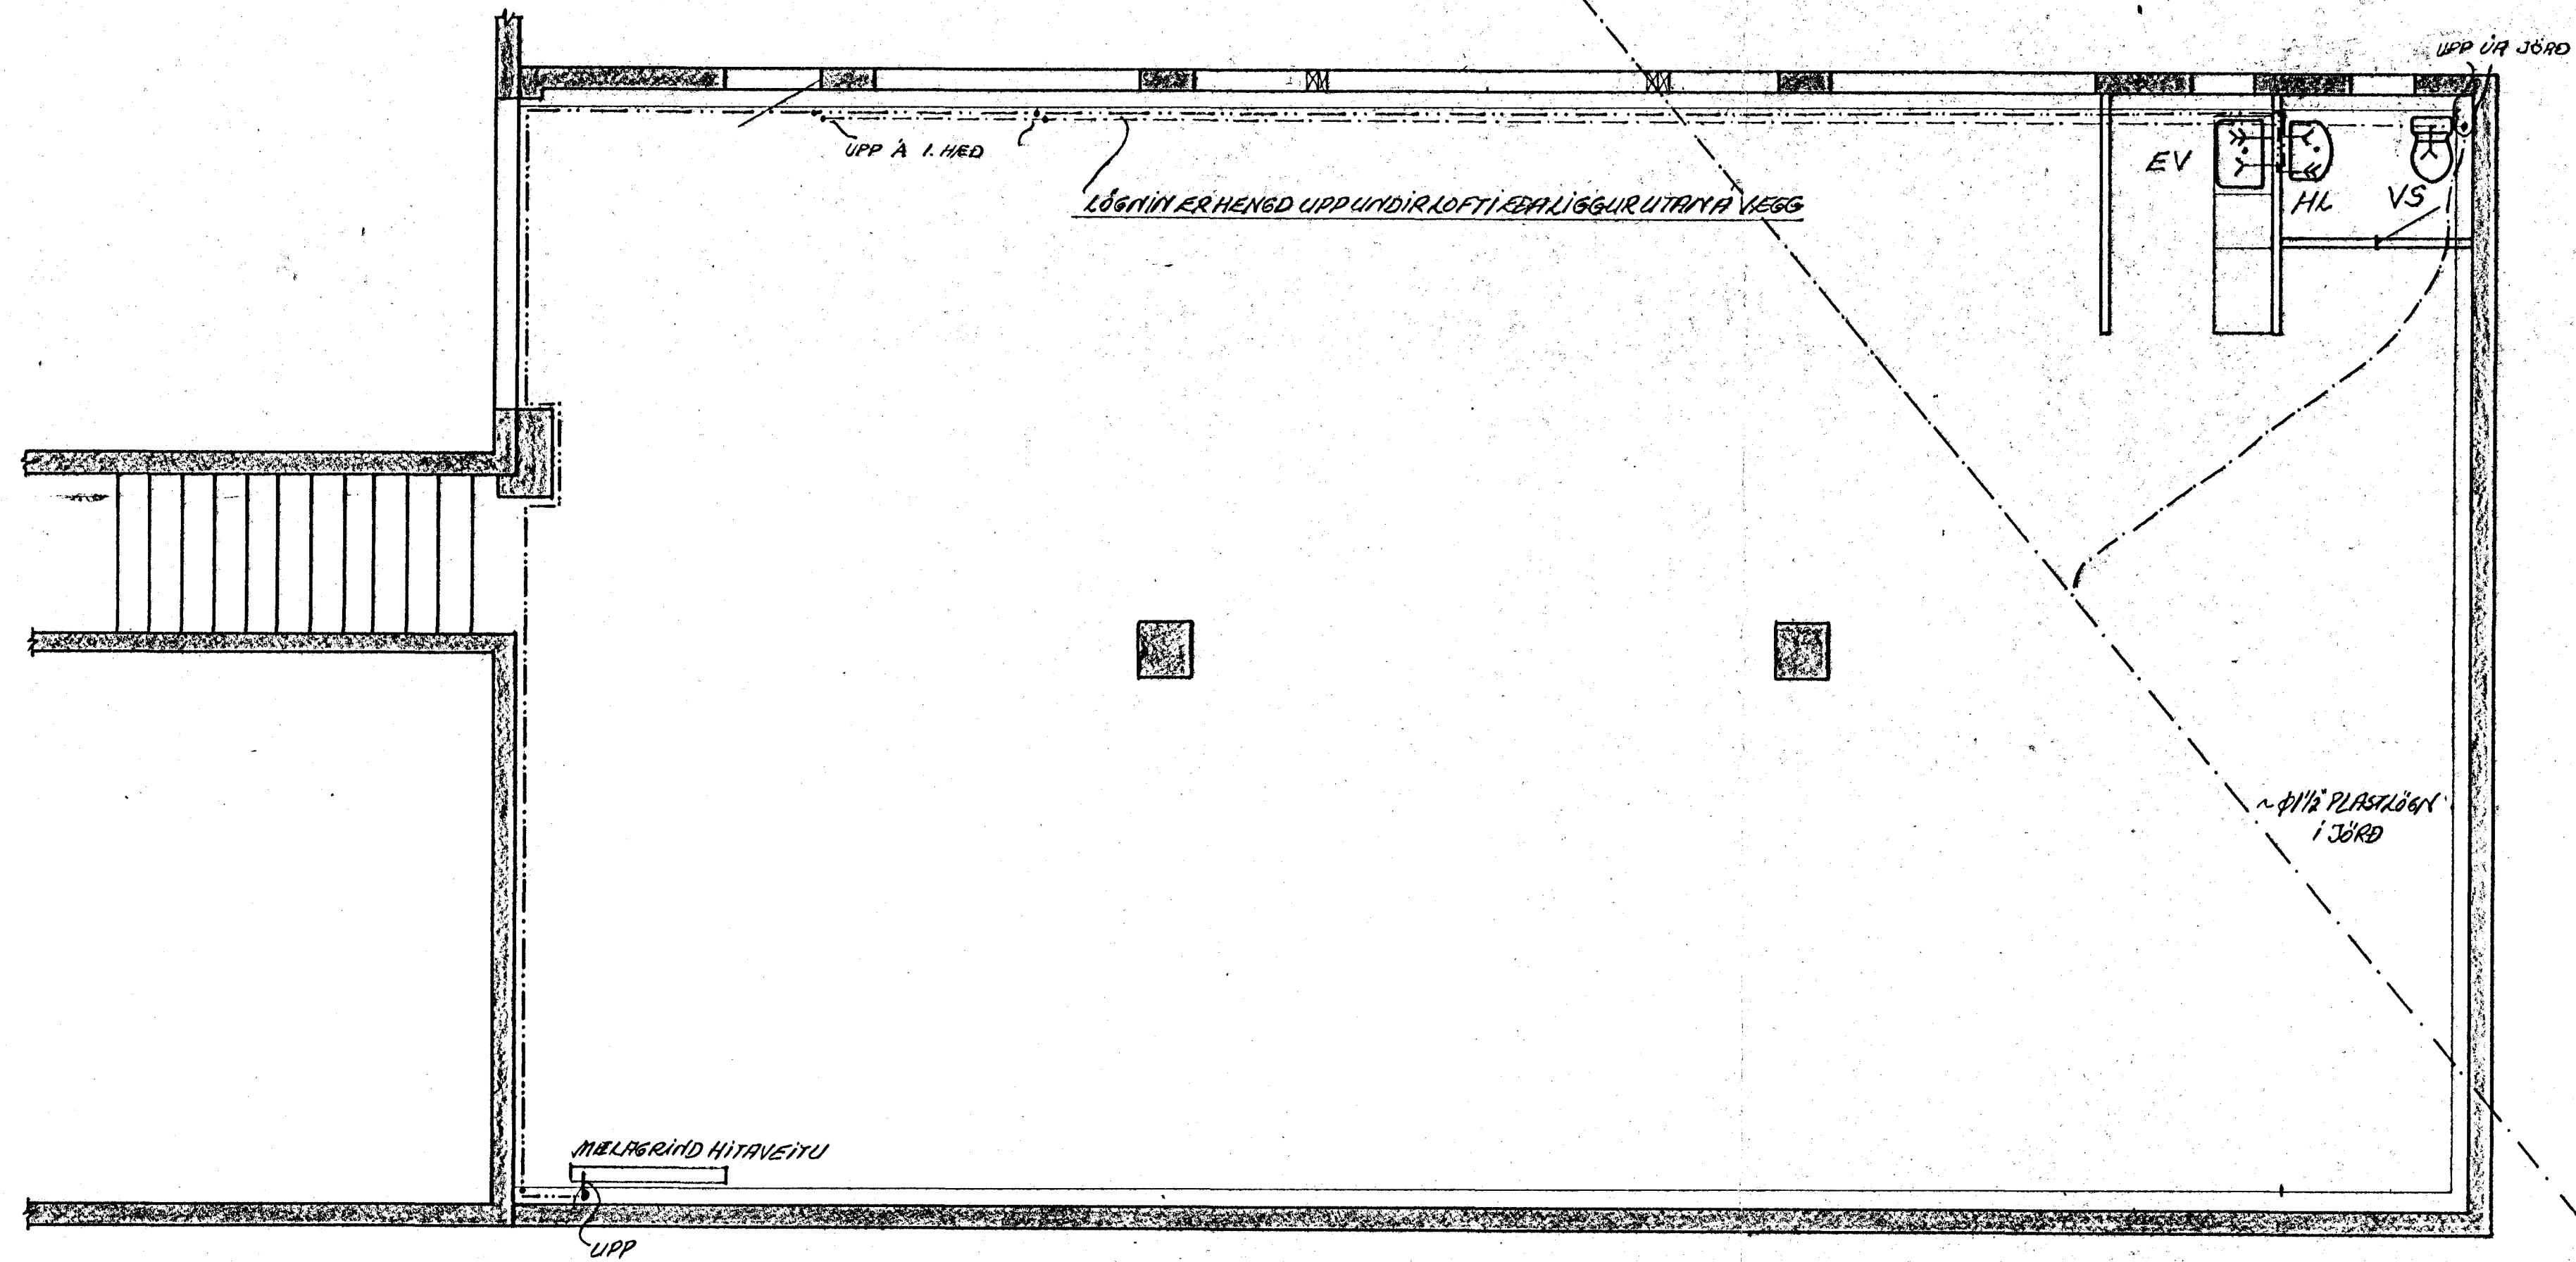 UPP ÚR JÖRÐ
UPP Á 1. HÆÐ
EV
HL
VS
LÖGNIN ER HENGD UPP UNDIR LOFTI EÐA LIGGUR UTAN Á VEGG
~ Ø1½" PLASTLÖGN
Í JÖRÐ
MÆLAGRIND HITAVEITU
UPP